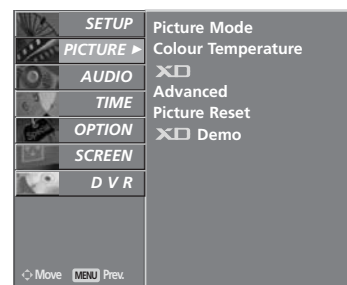 SETUP
PICTURE ►
AUDIO
TIME
OPTION
SCREEN
D V R
Move MENU Prev.
Picture Mode
Colour Temperature
XD
Advanced
Picture Reset
XD Demo